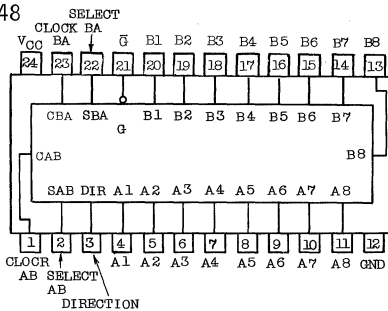 48
SELECT
CLOCK BA
VCC BA G B1 B2 B3 B4 B5 B6 B7 B8
24 23 22 21 20 19 18 17 16 15 14 13
CBA SBA B1 B2 B3 B4 B5 B6 B7
G
CAB B8
SAB DIR A1 A2 A3 A4 A5 A6 A7 A8
1 2 3 4 5 6 7 8 9 10 11 12
CLOCR SELECT A1 A2 A3 A4 A5 A6 A7 A8 GND
AB AB
DIRECTION